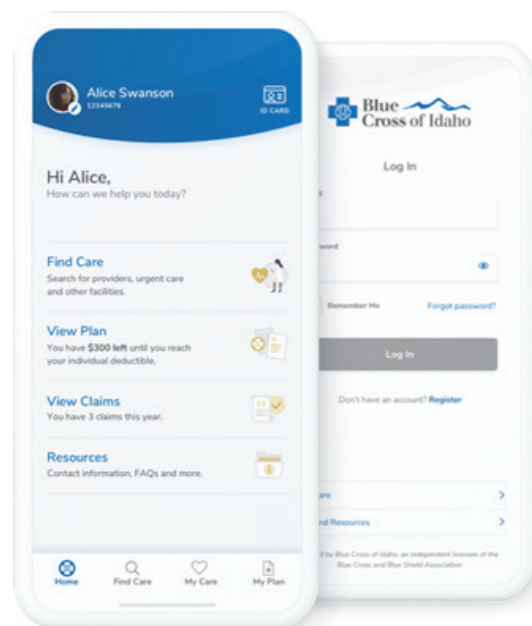 Alice Swanson
12345678
ID CARD
Hi Alice,
How can we help you today?
Find Care
Search for providers, urgent care
and other facilities.
View Plan
You have $300 left until you reach
your individual deductible.
View Claims
You have 3 claims this year.
Resources
Contact information, FAQs and more.
Home
Find Care
My Care
My Plan
Blue
Cross of Idaho
Log In
Remember Me
Forgot password?
Log In
Don't have an account? Register
nd Resources
by Blue Cross of Idaho, an independent licensee of the
Blue Cross and Blue Shield Association